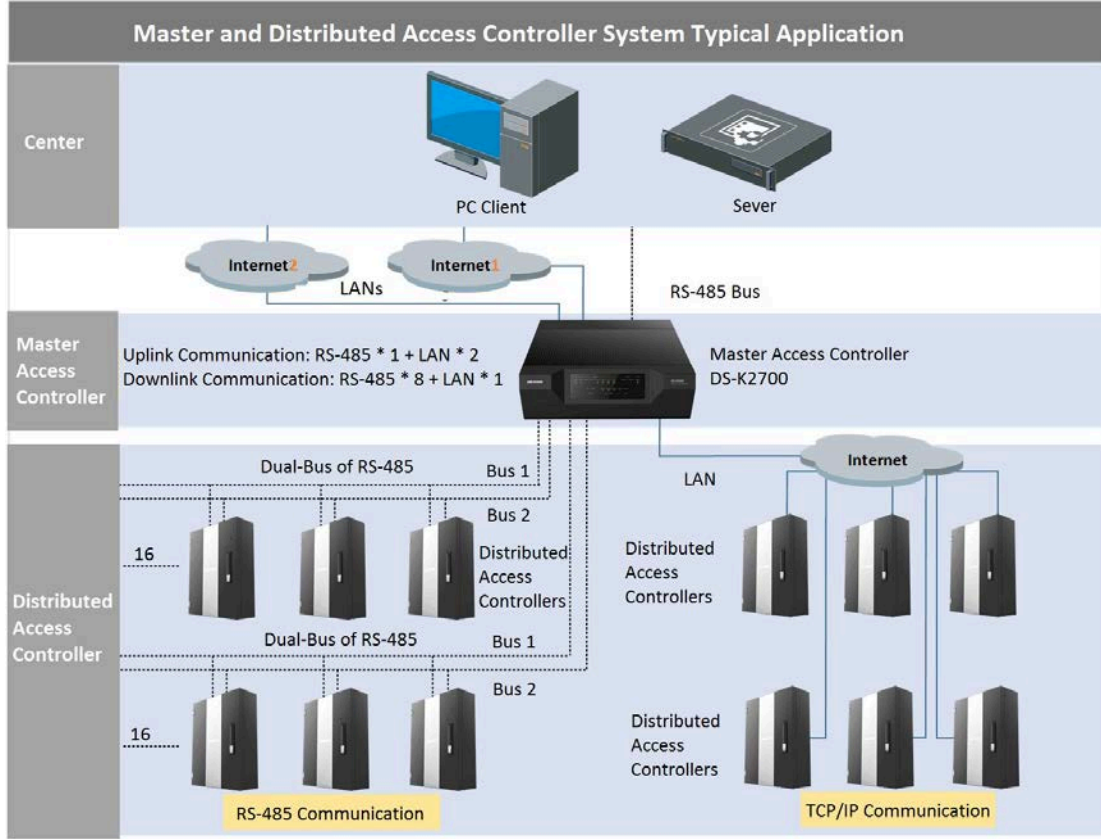 Master and Distributed Access Controller System Typical Application
Center
PC Client
Sever
Internet2
Internet1
LANs
RS-485 Bus
Master
Access
Controller
Uplink Communication: RS-485 * 1 + LAN * 2
Downlink Communication: RS-485 * 8 + LAN * 1
Master Access Controller
DS-K2700
Distributed
Access
Controller
Dual-Bus of RS-485
Bus 1
Bus 2
16
Distributed
Access
Controllers
Dual-Bus of RS-485
Bus 1
Bus 2
16
RS-485 Communication
LAN
Internet
Distributed
Access
Controllers
Distributed
Access
Controllers
TCP/IP Communication